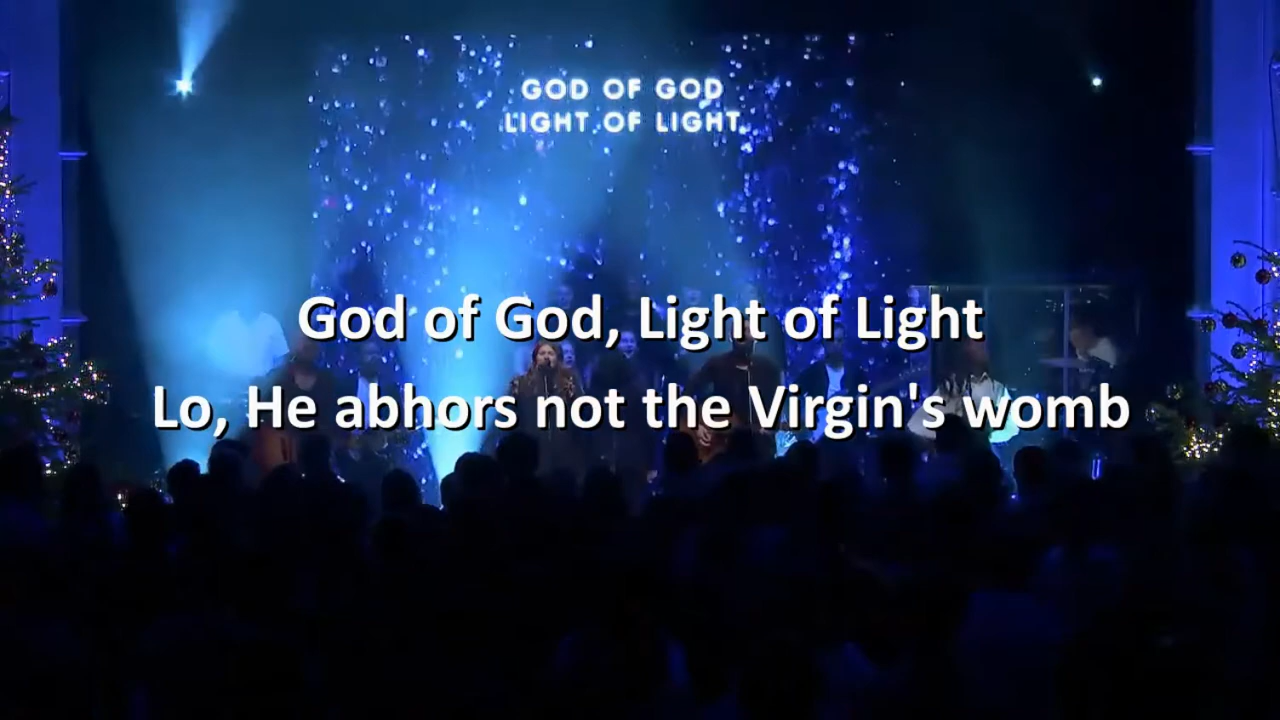 GOD OF GOD
LIGHT OF LIGHT
God of God, Light of Light
Lo, He abhors not the Virgin's womb